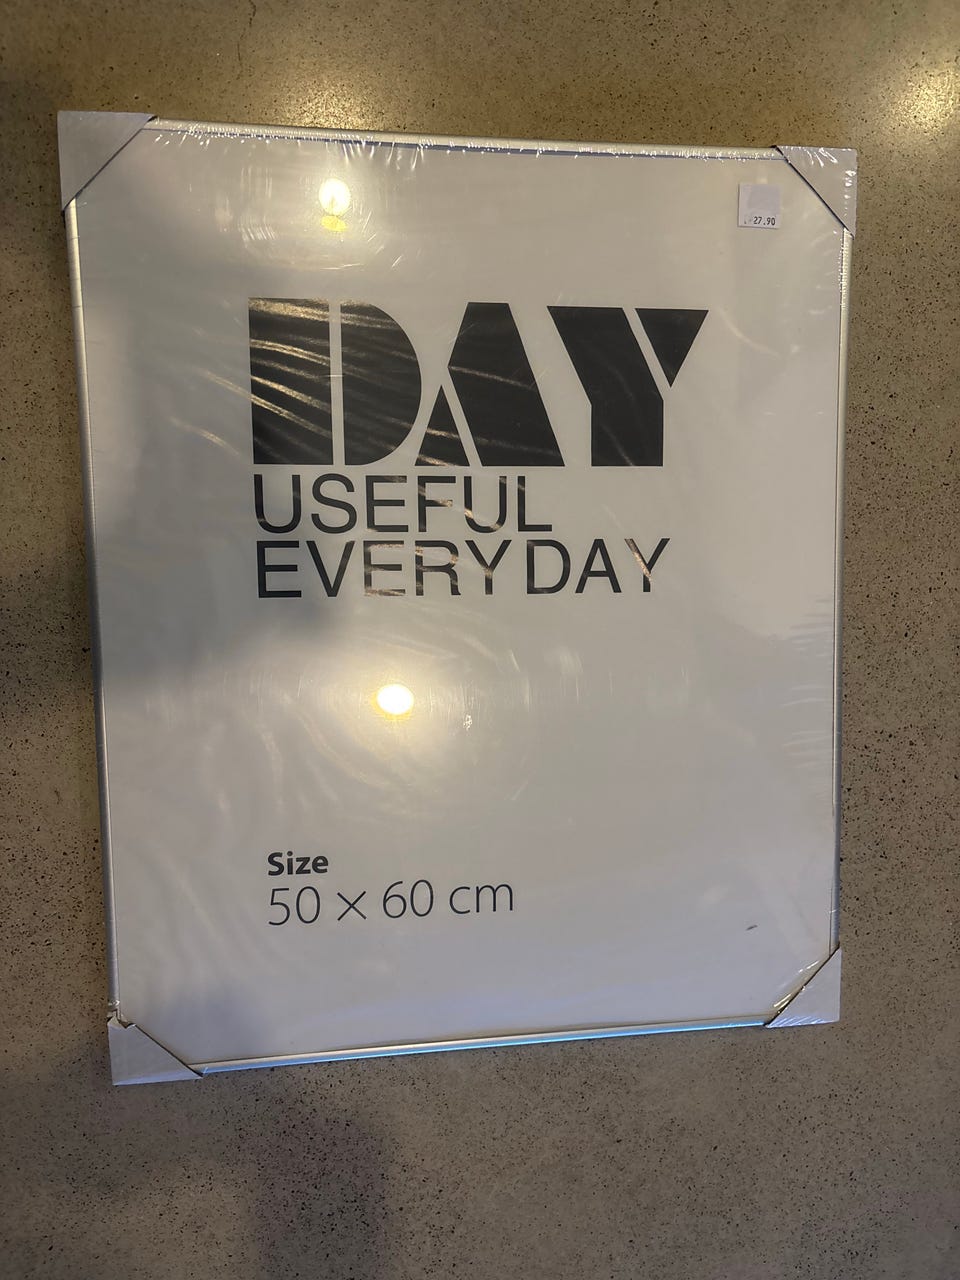 27.90
DAY
USEFUL
EVERYDAY
Size
50 × 60 cm